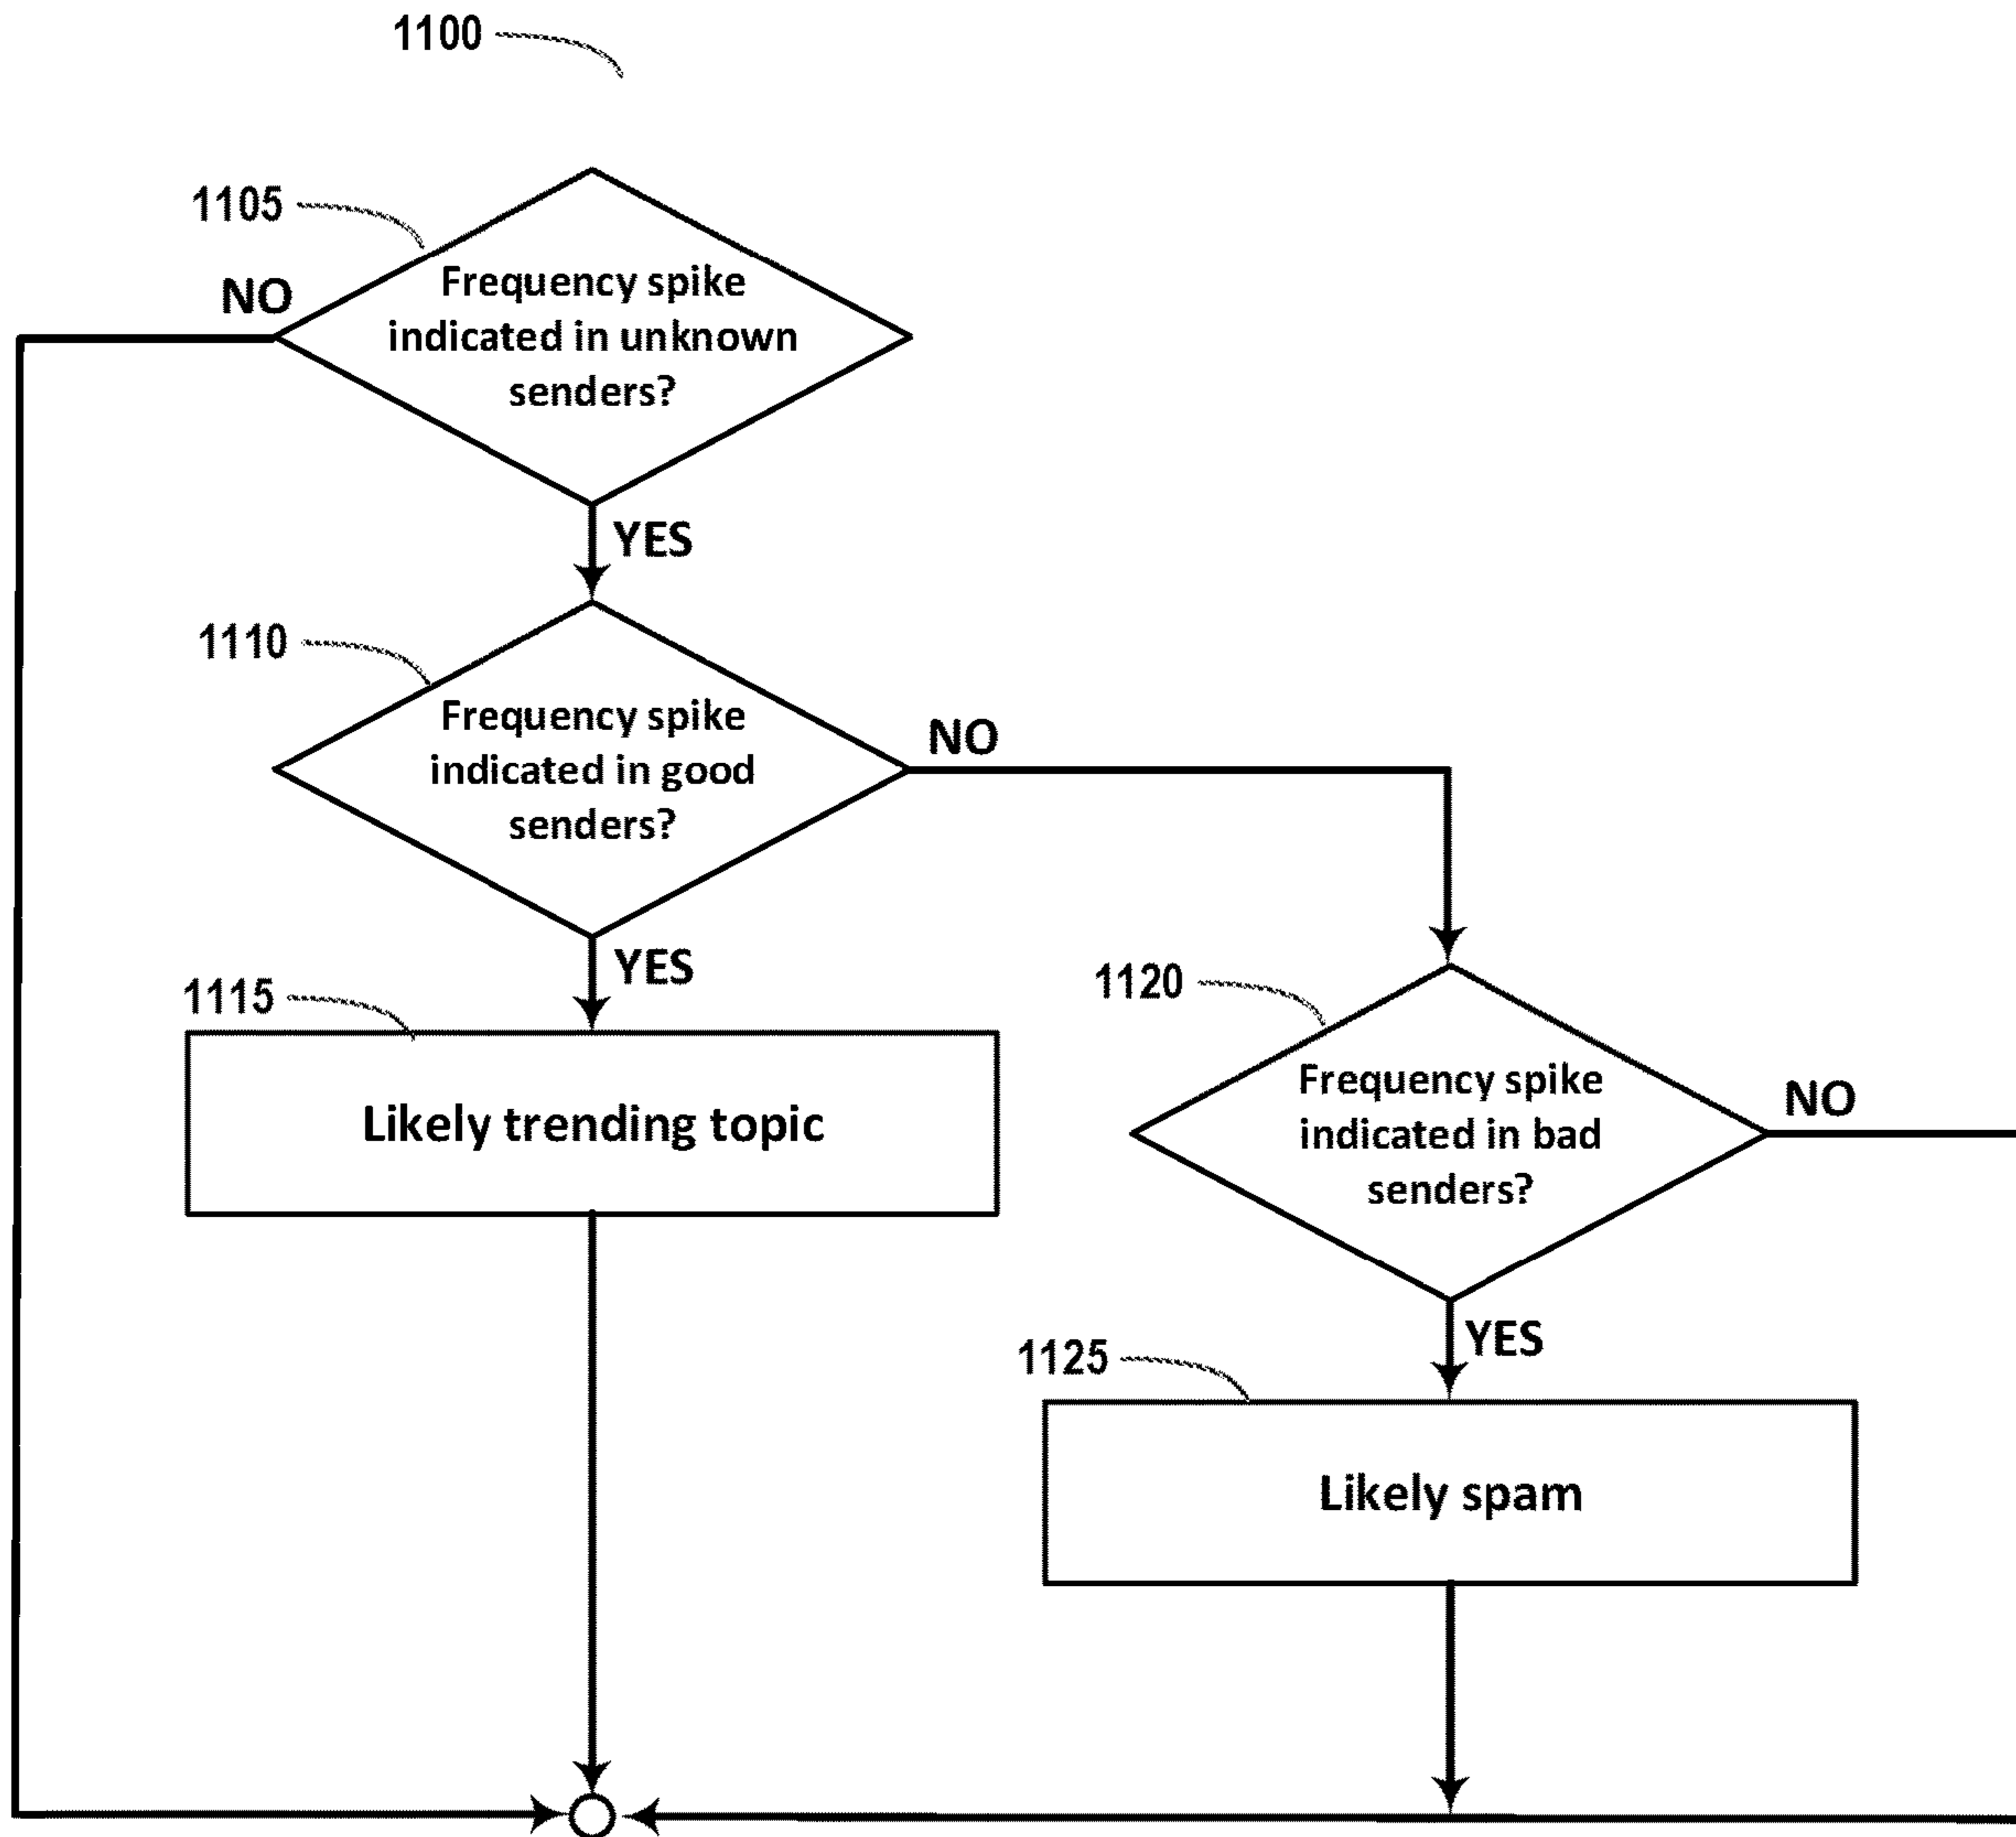 1100
1105
NO
Frequency spike
indicated in unknown
senders?
YES
1110
Frequency spike
indicated in good
senders?
NO
YES
1115
Likely trending topic
1120
Frequency spike
indicated in bad
senders?
NO
YES
1125
Likely spam